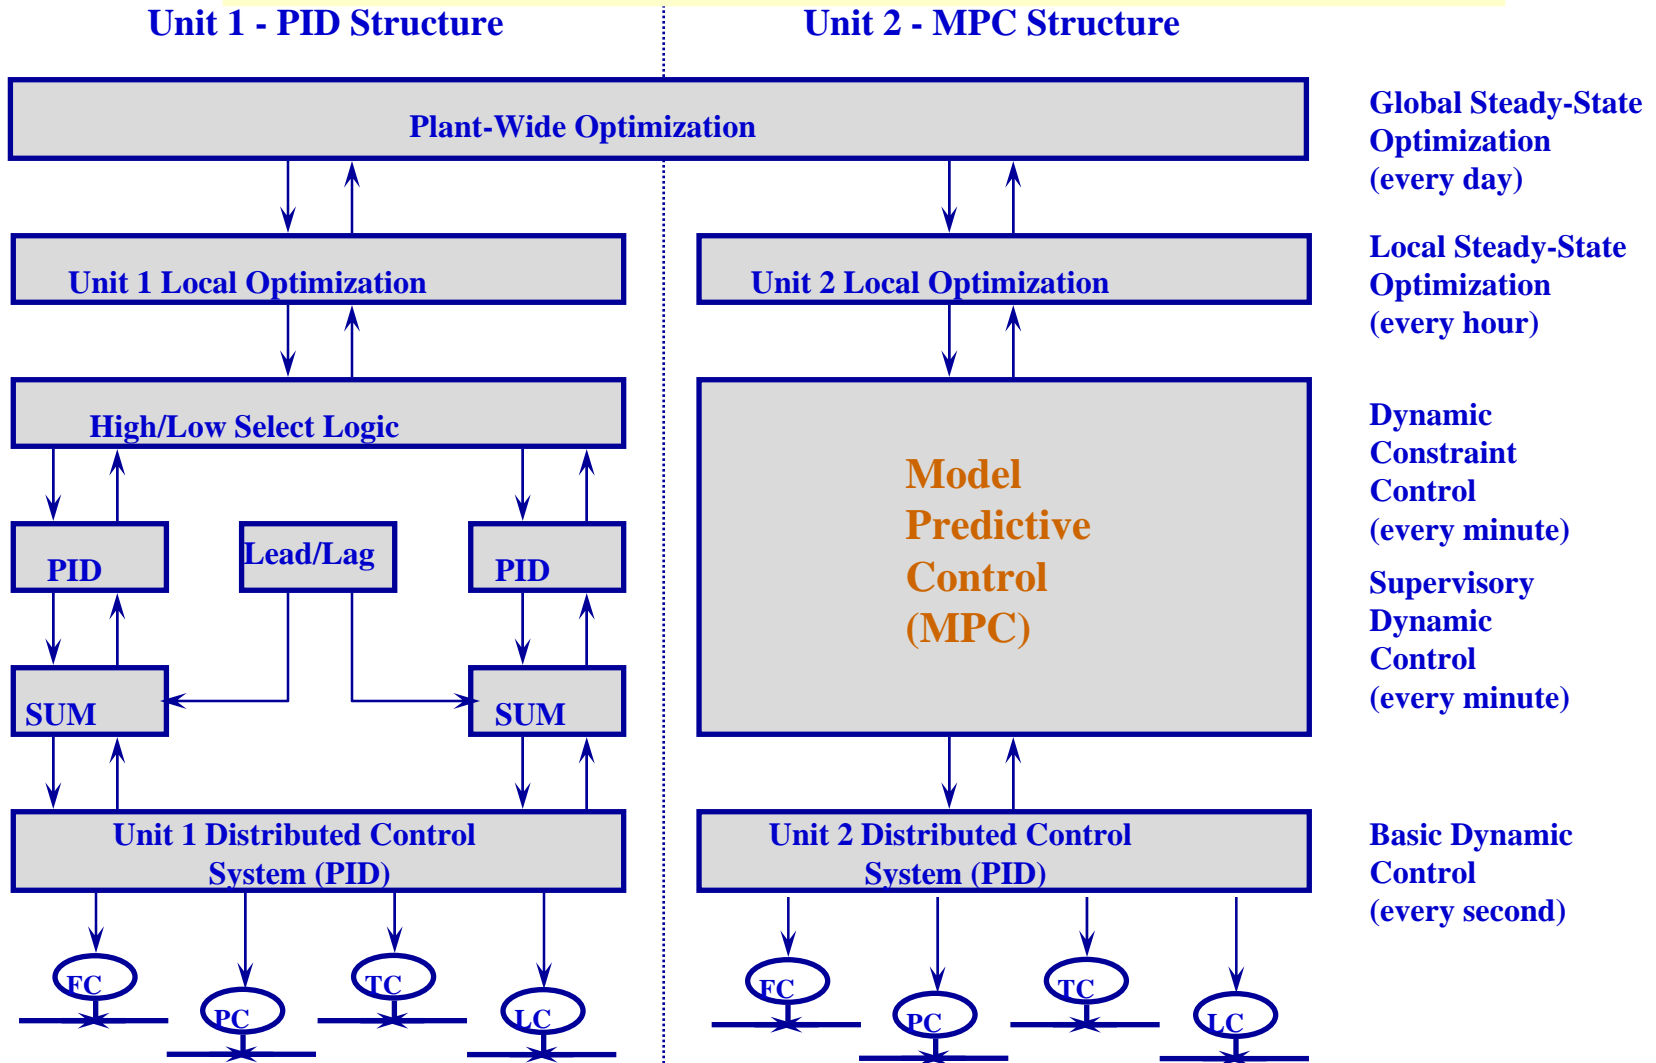 Unit 1 - PID Structure
Unit 2 - MPC Structure
Plant-Wide Optimization
Global Steady-State
Optimization
(every day)
Unit 1 Local Optimization
Unit 2 Local Optimization
Local Steady-State
Optimization
(every hour)
High/Low Select Logic
PID
Lead/Lag
PID
SUM
SUM
Model
Predictive
Control
(MPC)
Dynamic
Constraint
Control
(every minute)
Supervisory
Dynamic
Control
(every minute)
Unit 1 Distributed Control
System (PID)
Unit 2 Distributed Control
System (PID)
Basic Dynamic
Control
(every second)
FC
PC
TC
LC
FC
PC
TC
LC